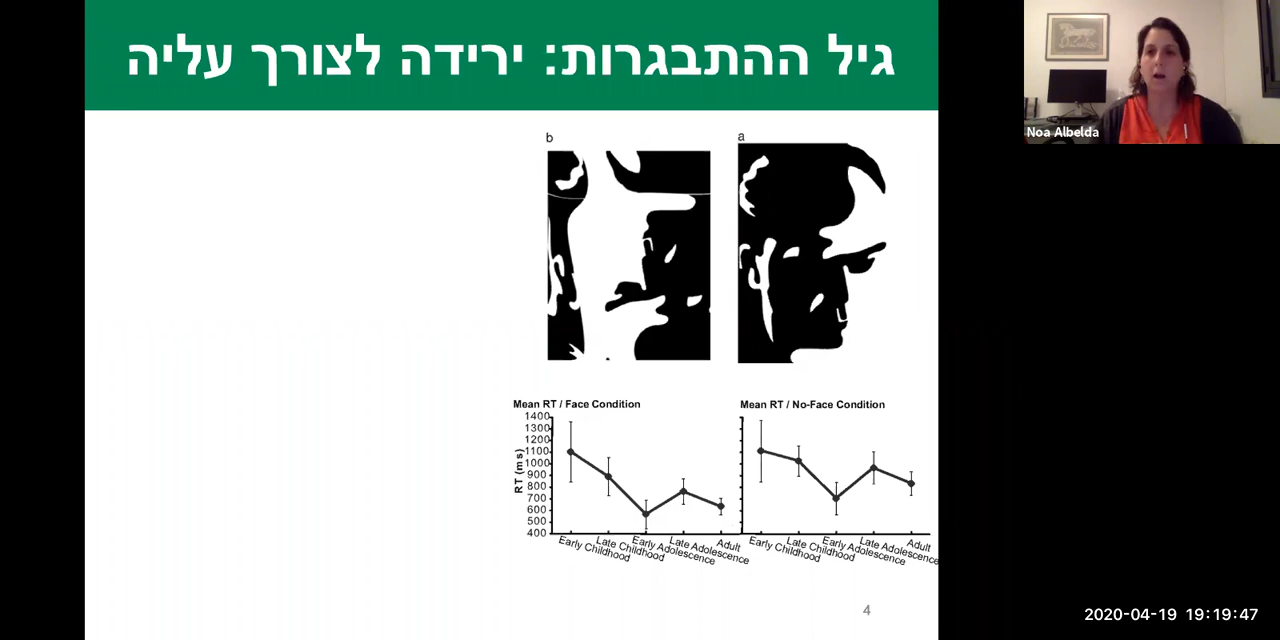 גיל ההתבגרות: ירידה לצורך עליה
Noa Albelda
b
a
Mean RT / Face Condition
Mean RT / No-Face Condition
RT (ms)
1400
1300
1200
1100
1000
900
800
700
600
500
400
Early Childhood
Late Childhood
Early Adolescence
Late Adolescence
Adult
Early Childhood
Late Childhood
Early Adolescence
Late Adolescence
Adult
4
2020-04-19 19:19:47